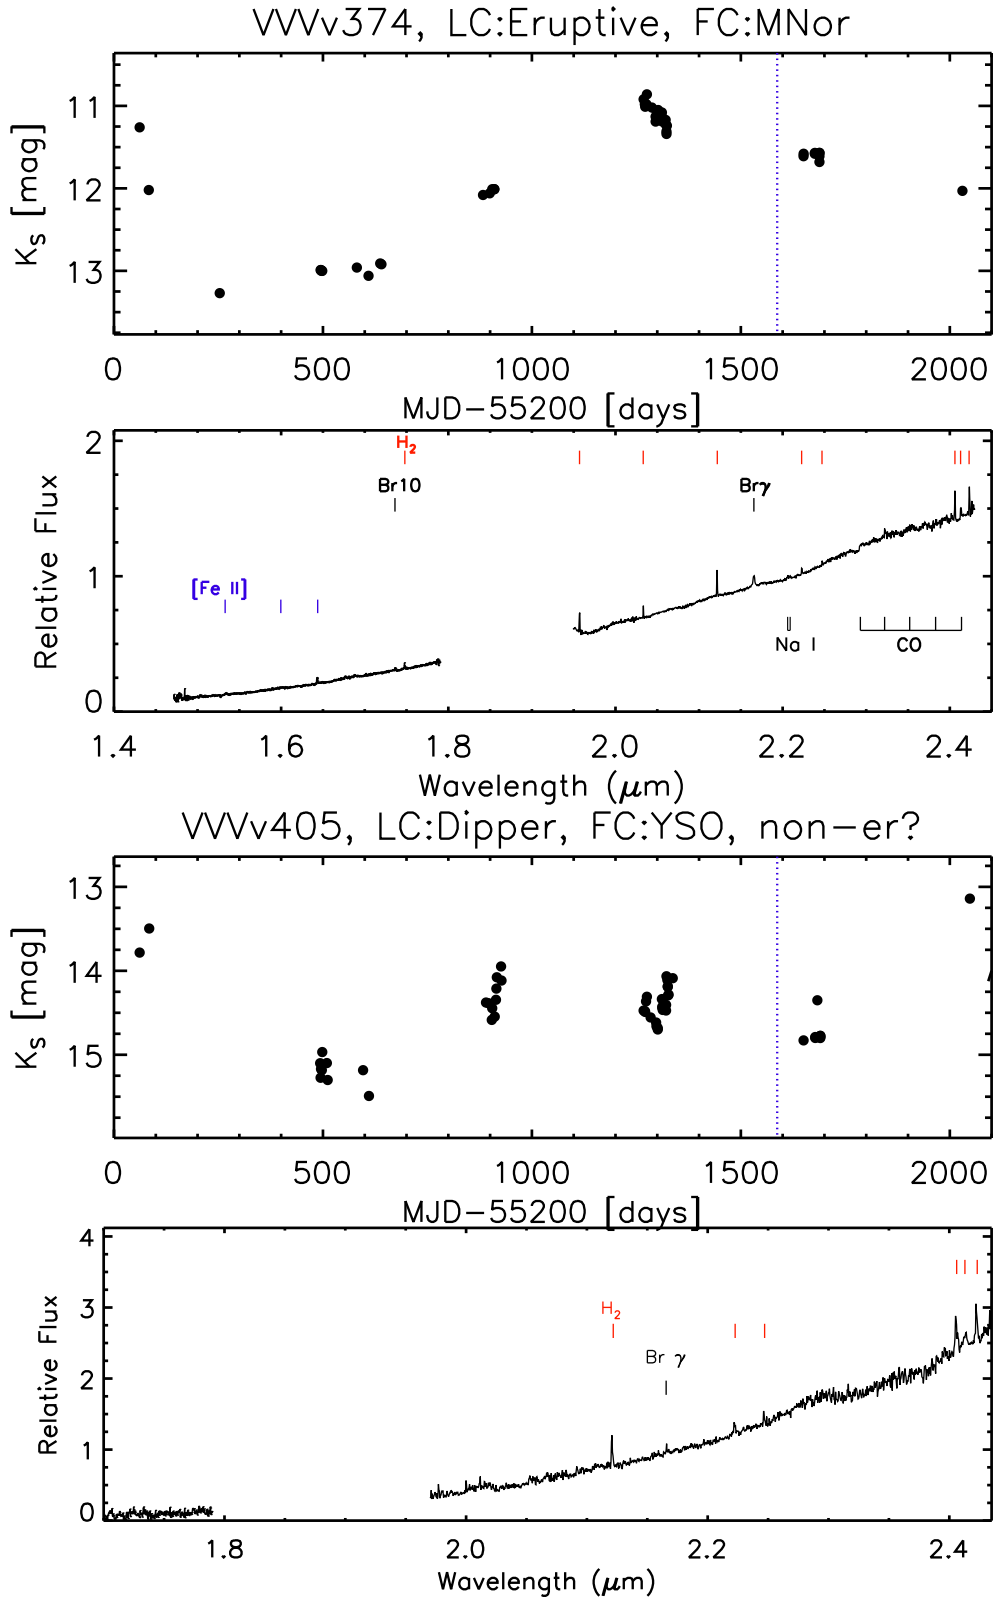 VVVv374, LC:Eruptive, FC:MNor
11
12
13
K_S [mag]
0 500 1000 1500 2000
MJD-55200 [days]
2
1
0
Relative Flux
H_2
Br10
Brγ
[Fe II]
Na I
CO
1.4 1.6 1.8 2.0 2.2 2.4
Wavelength (μm)
VVVv405, LC:Dipper, FC:YSO, non-er?
13
14
15
K_S [mag]
0 500 1000 1500 2000
MJD-55200 [days]
4
3
2
1
0
Relative Flux
H_2
Br γ
1.8 2.0 2.2 2.4
Wavelength (μm)